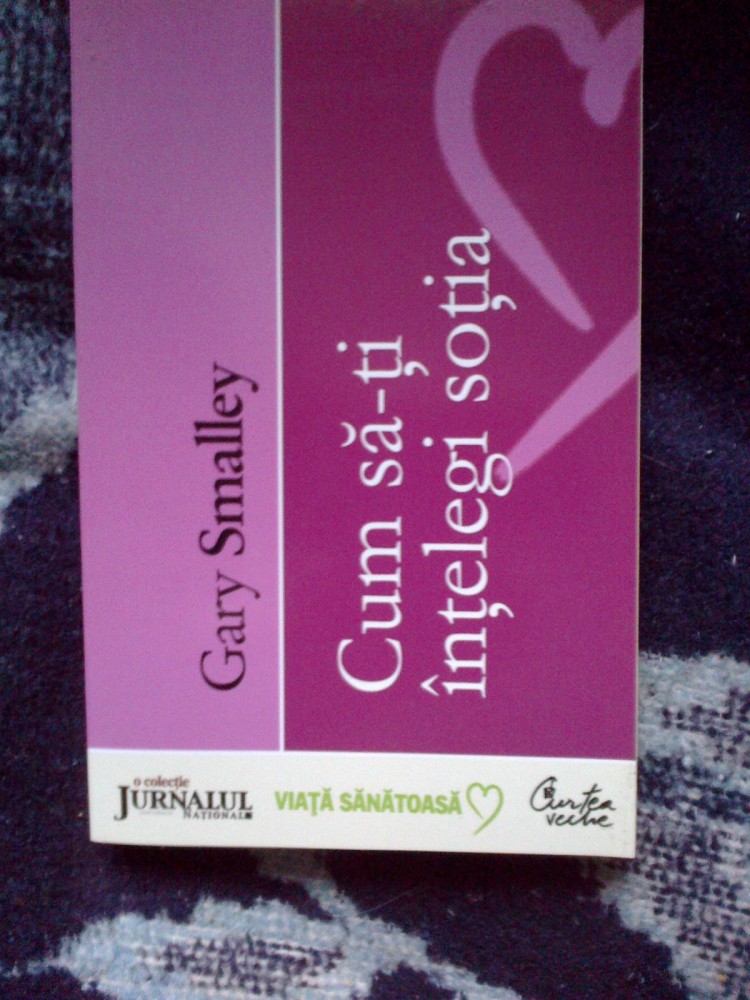 Gary Smalley
Cum să-ți
înțelegi soția
o colecție
JURNALUL
NAȚIONAL
VIAȚĂ SĂNĂTOASĂ
Curtea
veche